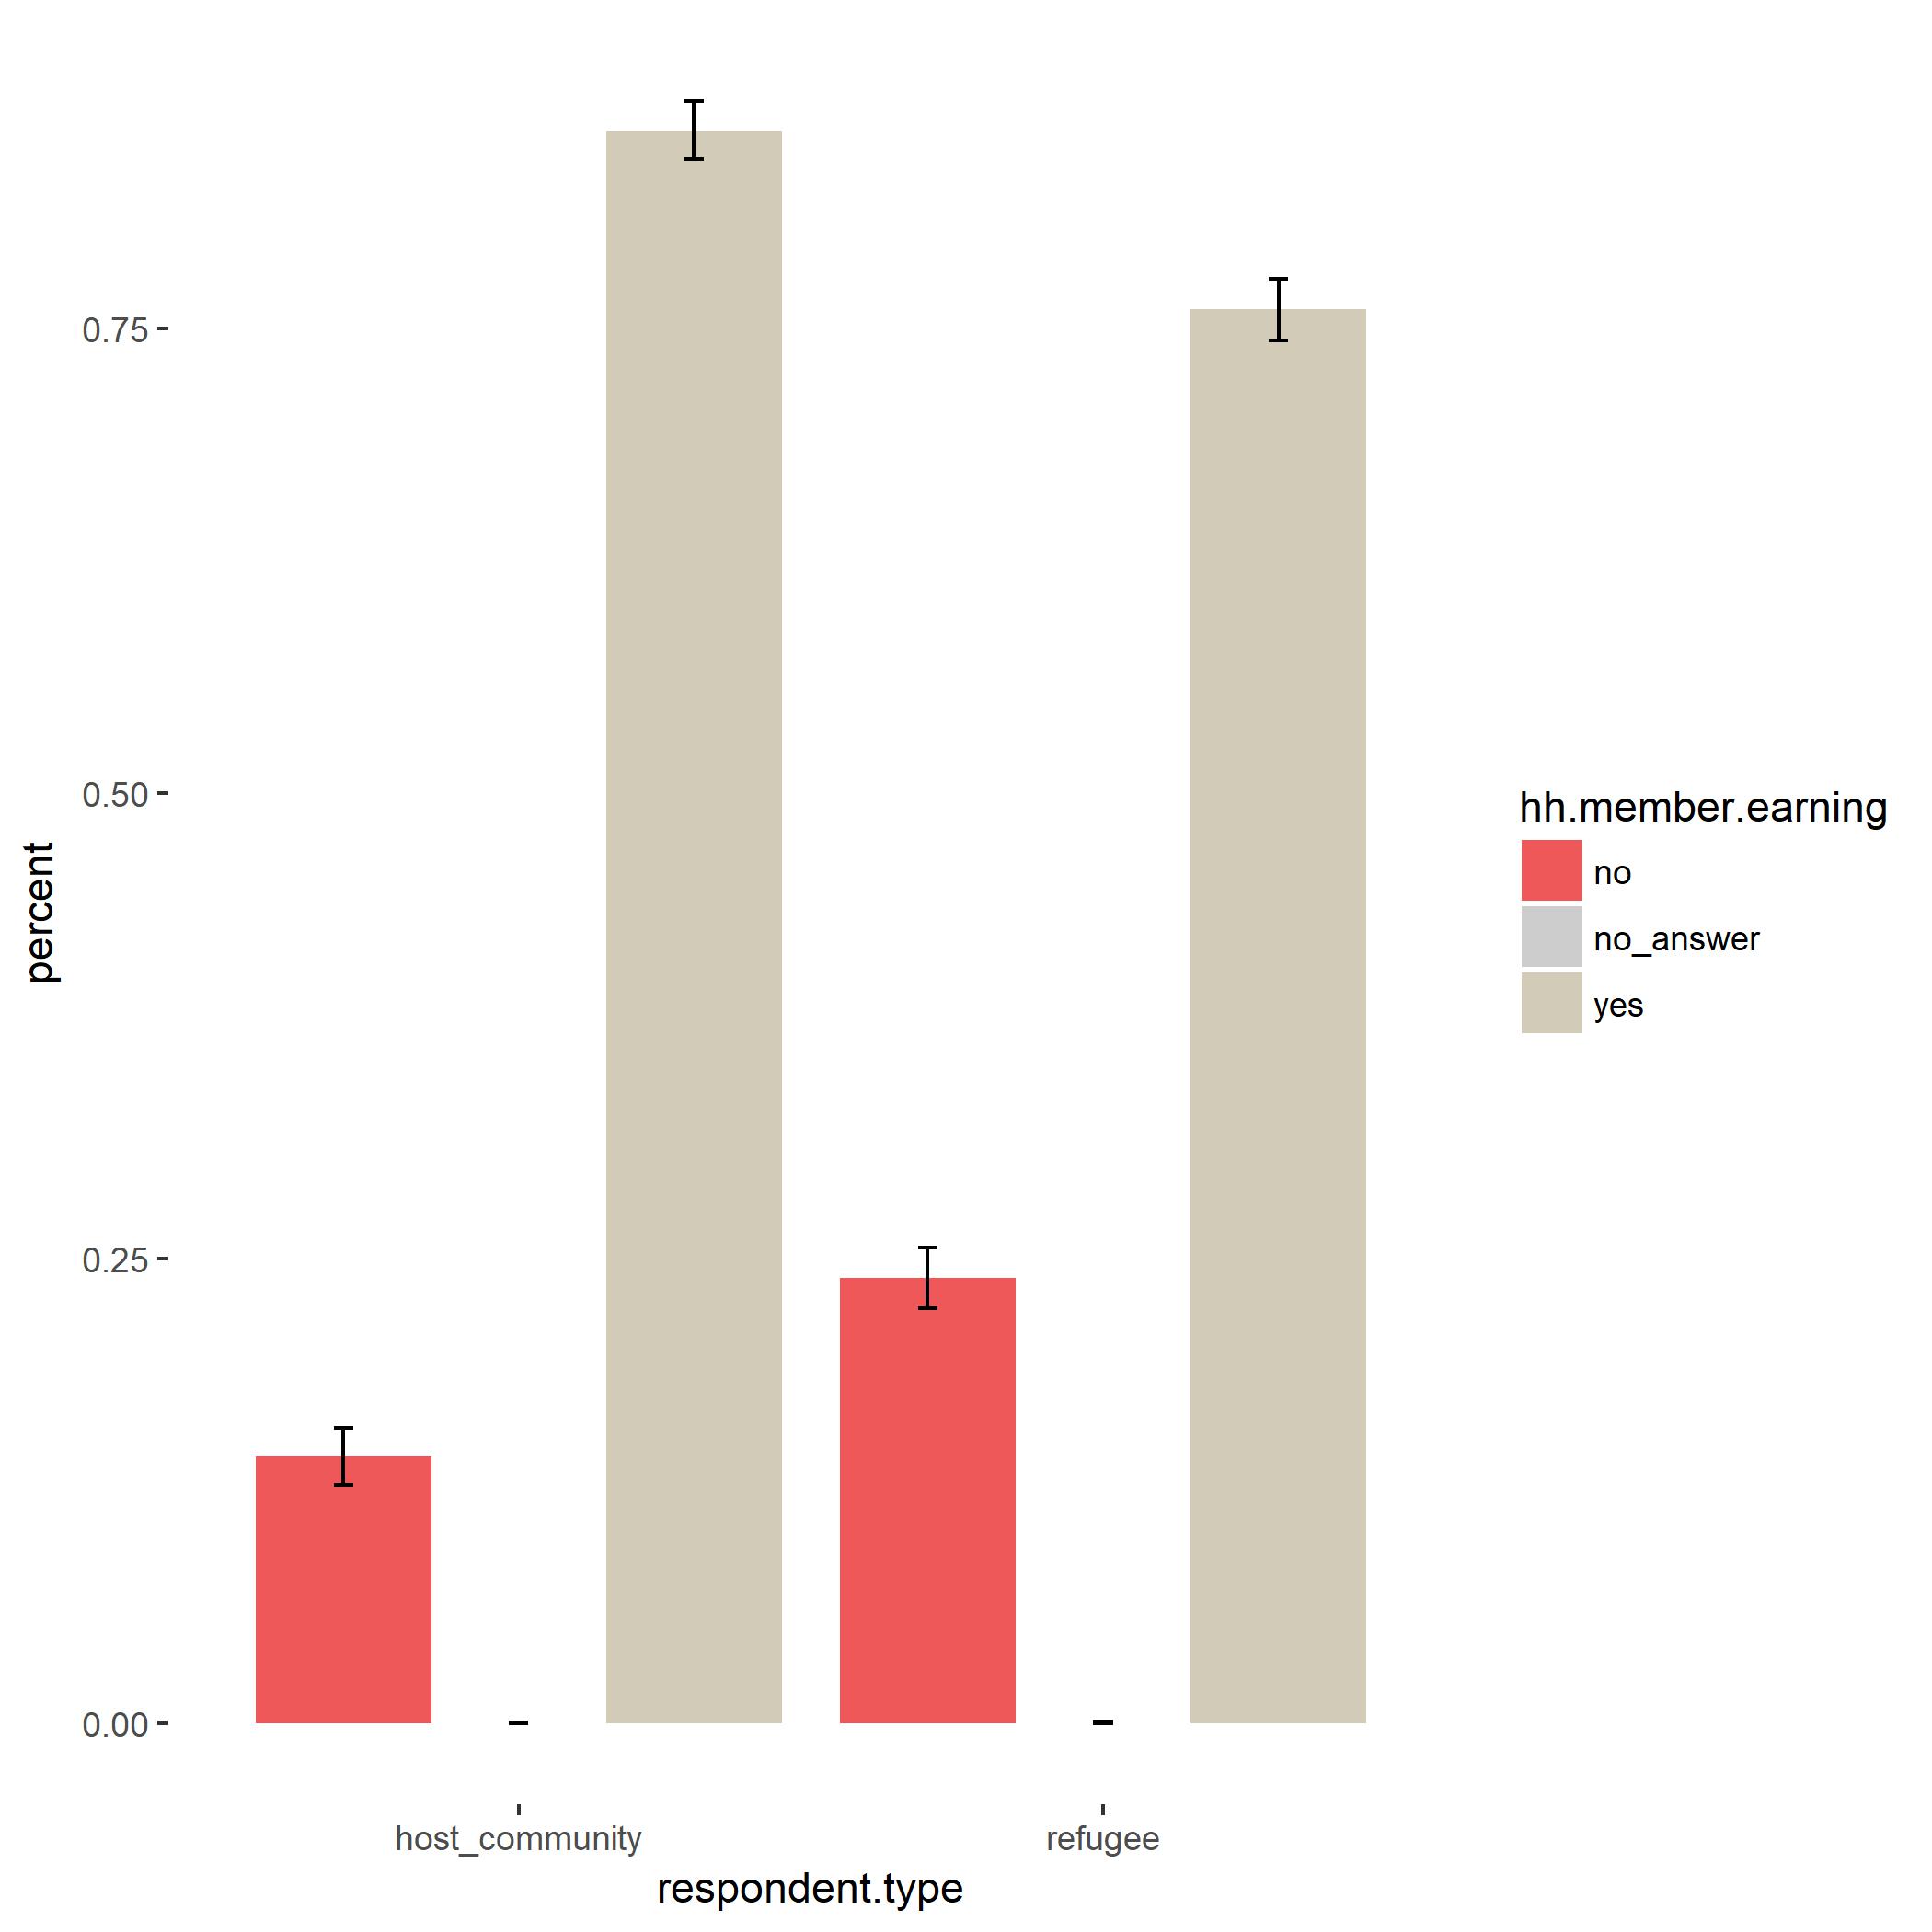 percent
0.75
0.50
0.25
0.00
host_community
refugee
respondent.type
hh.member.earning
no
no_answer
yes